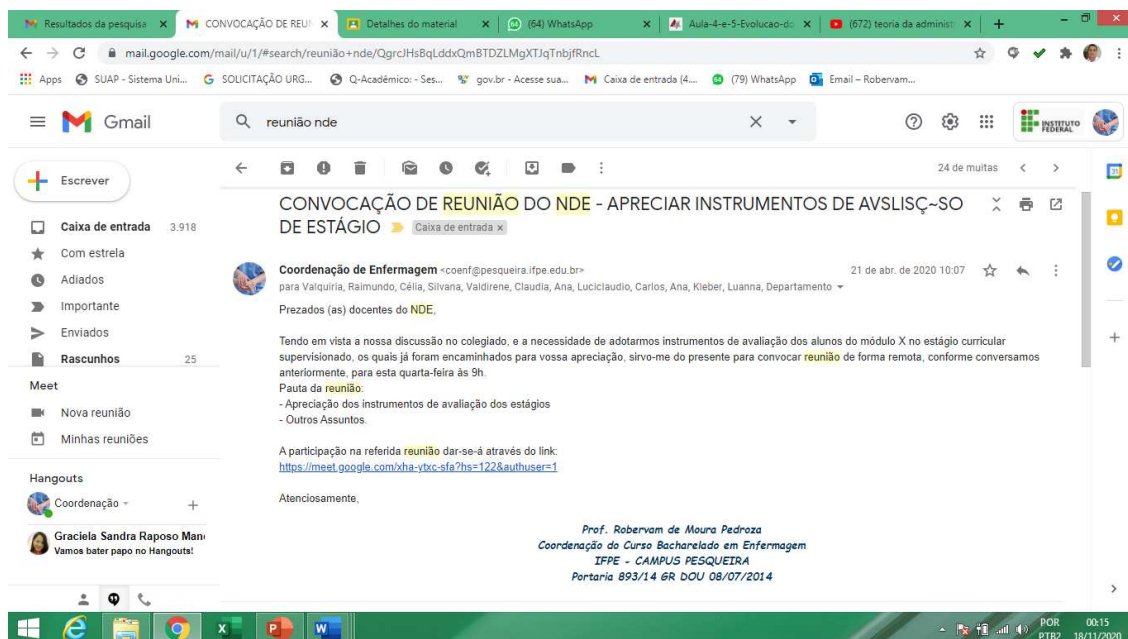 Resultados da pesquisa
CONVOCAÇÃO DE REUN
Detalhes do material
(64) WhatsApp
Aula-4-e-5-Evolucao-do
(672) teoria da administ
mail.google.com/mail/u/1/#search/reunião+nde/QgrcJHsBqLddxQmBTDZLMgXTJqTnbjfRncL
Apps
SUAP - Sistema Uni...
SOLICITAÇÃO URG...
Q-Acadêmico: - Ses...
gov.br - Acesse sua...
Caixa de entrada (4....
(79) WhatsApp
Email – Robervam...
Gmail
reunião nde
INSTITUTO
FEDERAL
Escrever
24 de muitas
31
CONVOCAÇÃO DE REUNIÃO DO NDE - APRECIAR INSTRUMENTOS DE AVSLISÇ~SO
DE ESTÁGIO
Caixa de entrada x
Caixa de entrada 3.918
Com estrela
Adiados
Importante
Enviados
Rascunhos 25
Meet
Nova reunião
Minhas reuniões
Hangouts
Coordenação
Graciela Sandra Raposo Mano
Vamos bater papo no Hangouts!
Coordenação de Enfermagem <coenf@pesqueira.ifpe.edu.br>
21 de abr. de 2020 10:07
para Valquiria, Raimundo, Célia, Silvana, Valdirene, Claudia, Ana, Luciclaudio, Carlos, Ana, Kleber, Luanna, Departamento
Prezados (as) docentes do NDE,
Tendo em vista a nossa discussão no colegiado, e a necessidade de adotarmos instrumentos de avaliação dos alunos do módulo X no estágio curricular
supervisionado, os quais já foram encaminhados para vossa apreciação, sirvo-me do presente para convocar reunião de forma remota, conforme conversamos
anteriormente, para esta quarta-feira às 9h.
Pauta da reunião:
- Apreciação dos instrumentos de avaliação dos estágios
- Outros Assuntos.
A participação na referida reunião dar-se-á através do link:
https://meet.google.com/xha-ytxc-sfa?hs=122&authuser=1
Atenciosamente,
Prof. Robervam de Moura Pedroza
Coordenação do Curso Bacharelado em Enfermagem
IFPE - CAMPUS PESQUEIRA
Portaria 893/14 GR DOU 08/07/2014
POR
PTB2
00:15
18/11/2020